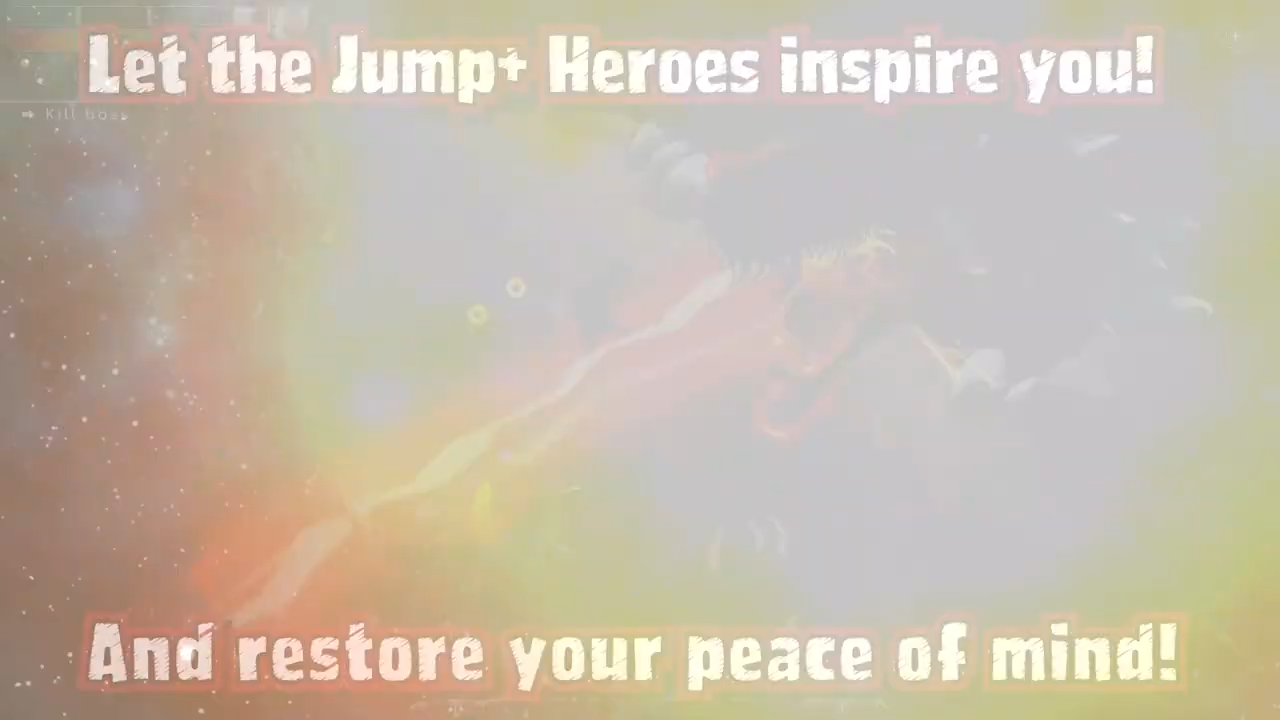 Let the Jump+ Heroes inspire you!
➡ Kill boss
And restore your peace of mind!